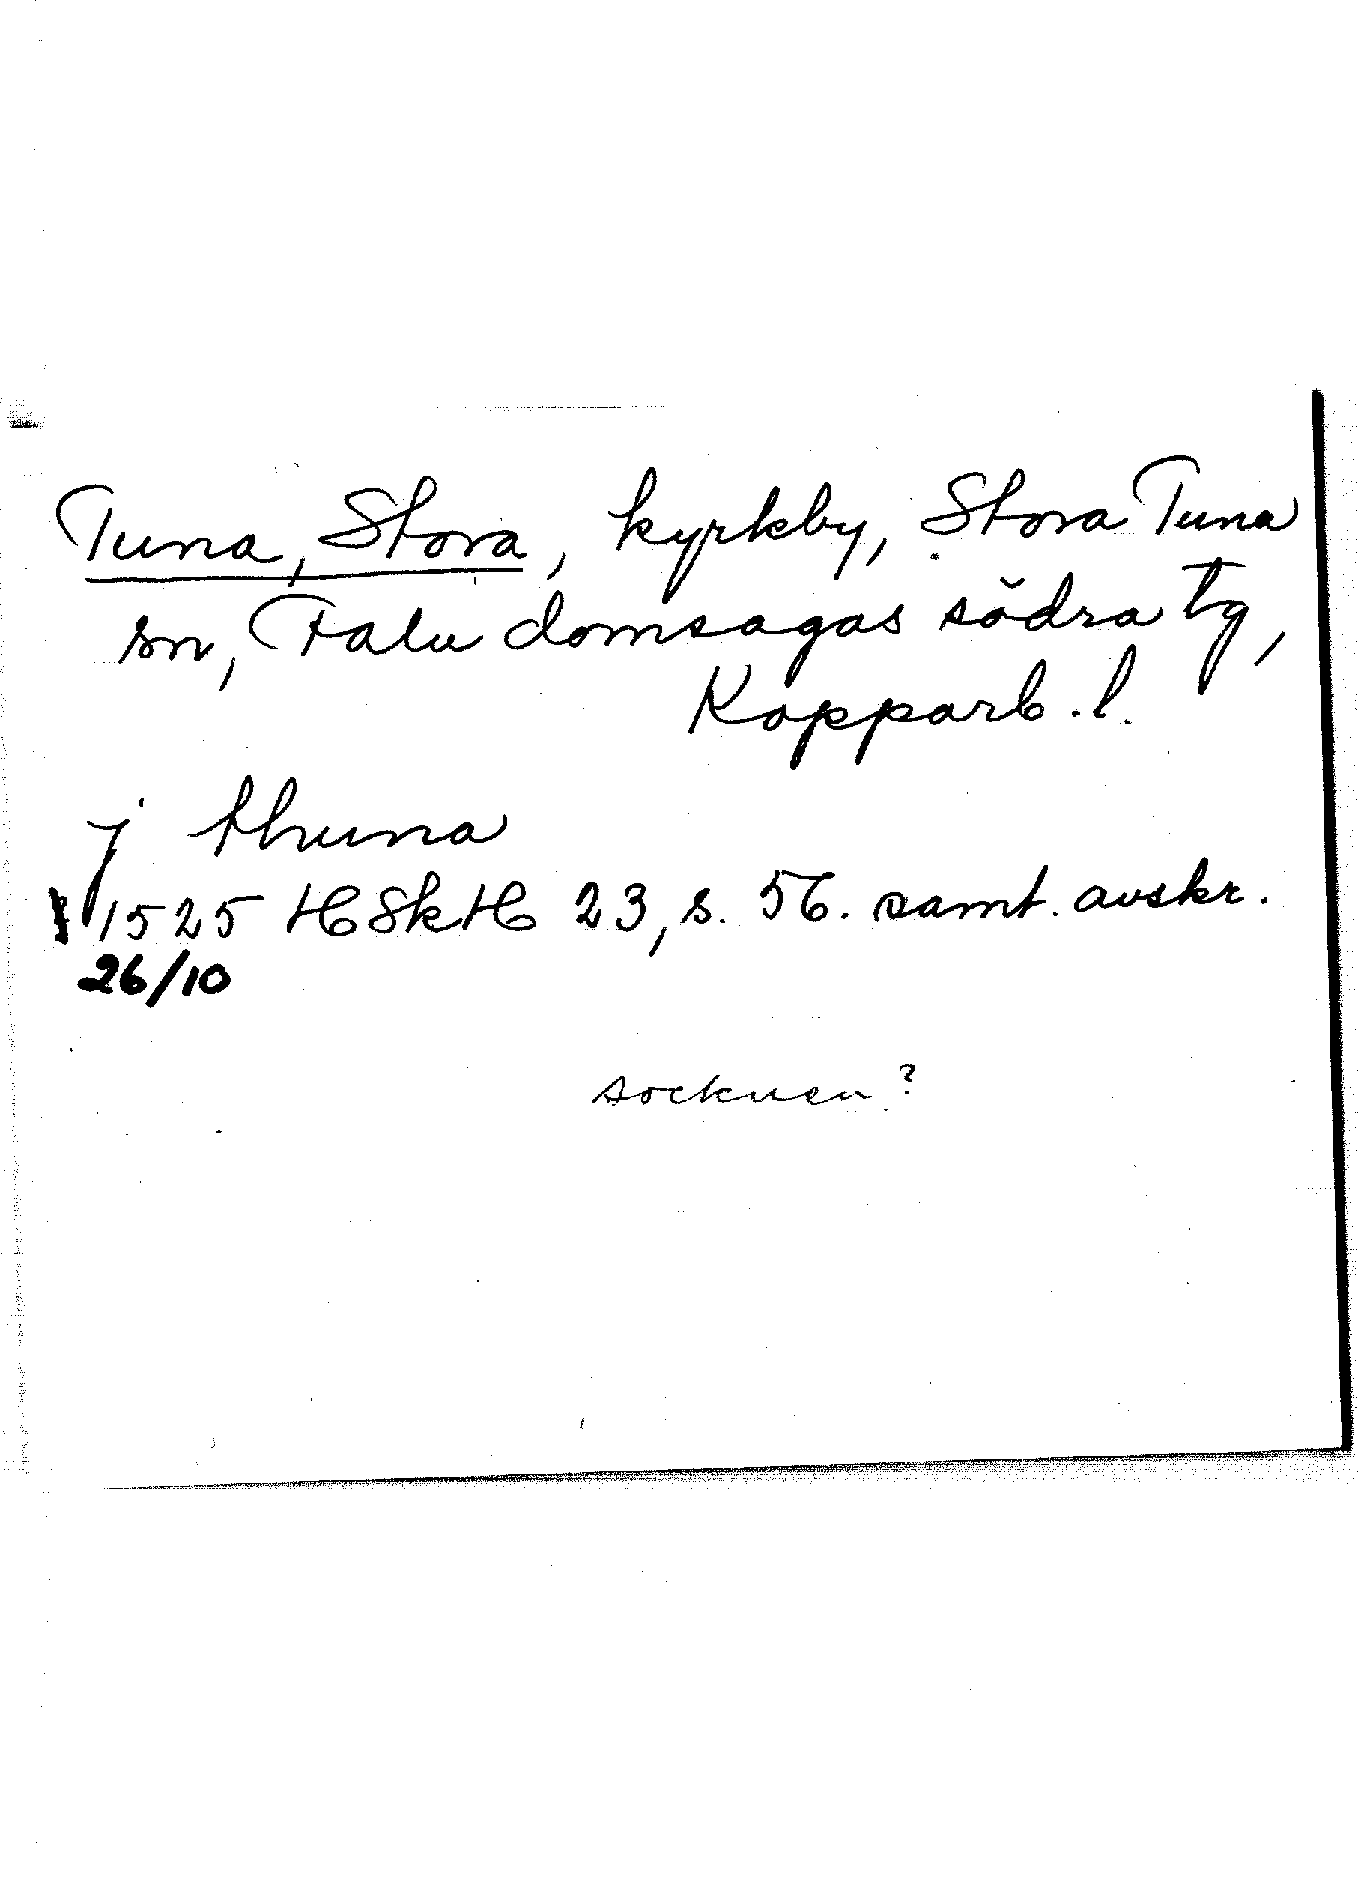 Tuna, Stora, kyrkby, Stora Tuna
sn, Falu domsagas södra tg,
Kopparb. l.
j thuna
1525 HSkH 23, s. 56. samt. avskr.
26/10
socknen?